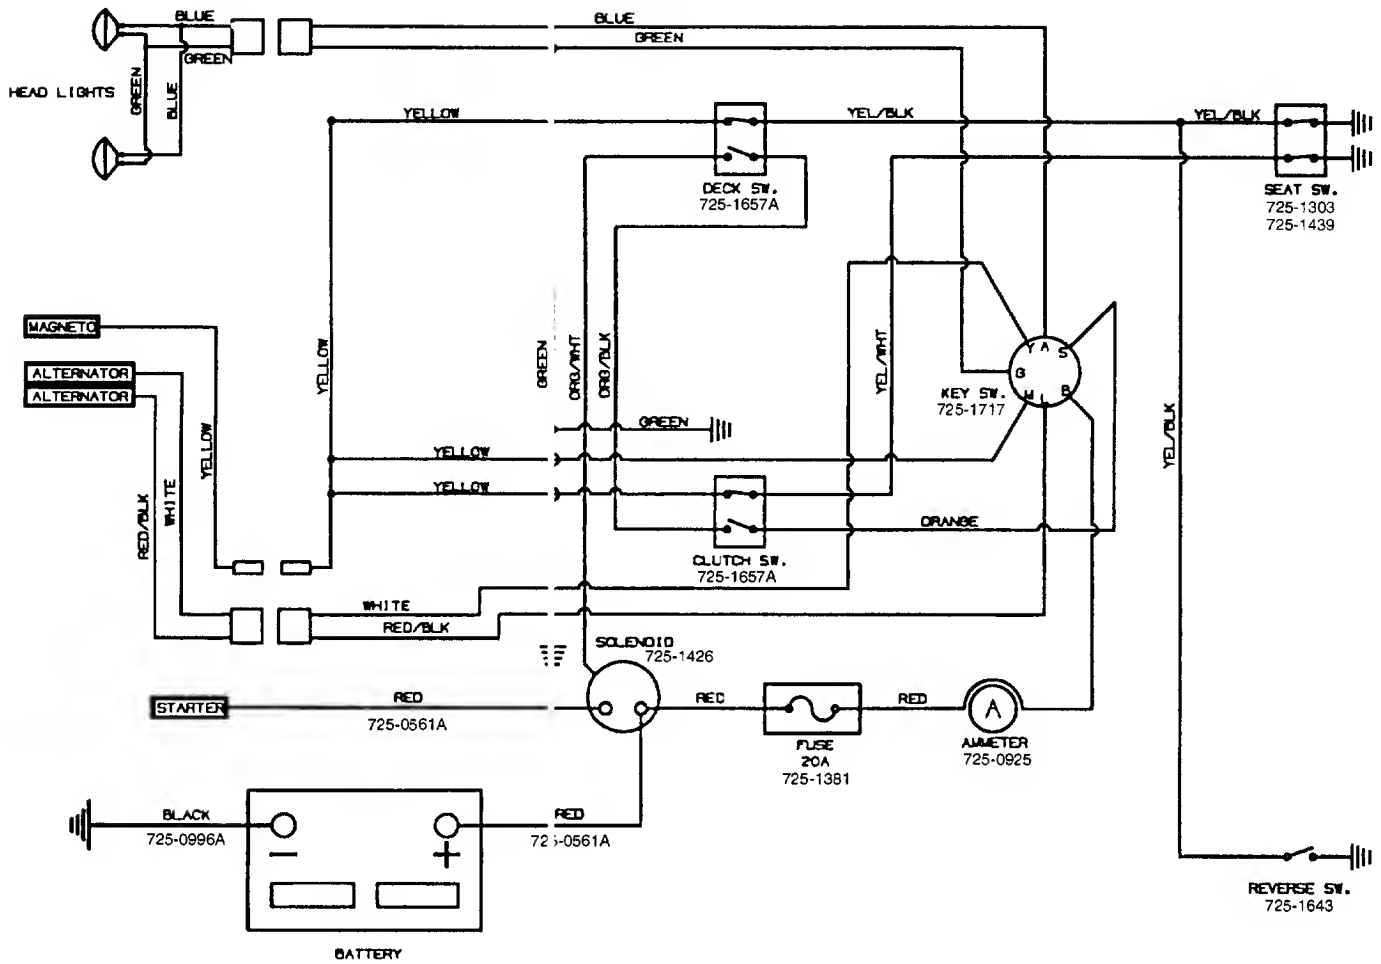 BLUE
BLUE
GREEN
GREEN
HEAD LIGHTS
GREEN
BLUE
YELLOW
YEL/BLK
YEL/BLK
DECK SW.
725-1657A
SEAT SW.
725-1303
725-1439
MAGNETO
ALTERNATOR
ALTERNATOR
YELLOW
GREEN
ORG/WHT
ORG/BLK
YEL/WHT
Y A S
G B
M L
KEY SW.
725-1717
YELLOW
GREEN
YELLOW
YELLOW
YEL/BLK
RED/BLK
WHITE
ORANGE
CLUTCH SW.
725-1657A
WHITE
RED/BLK
SOLENOID
725-1426
STARTER
RED
725-0561A
RED
RED
A
FUSE
20A
725-1381
AMMETER
725-0925
BLACK
725-0996A
RED
725-0561A
REVERSE SW.
725-1643
BATTERY